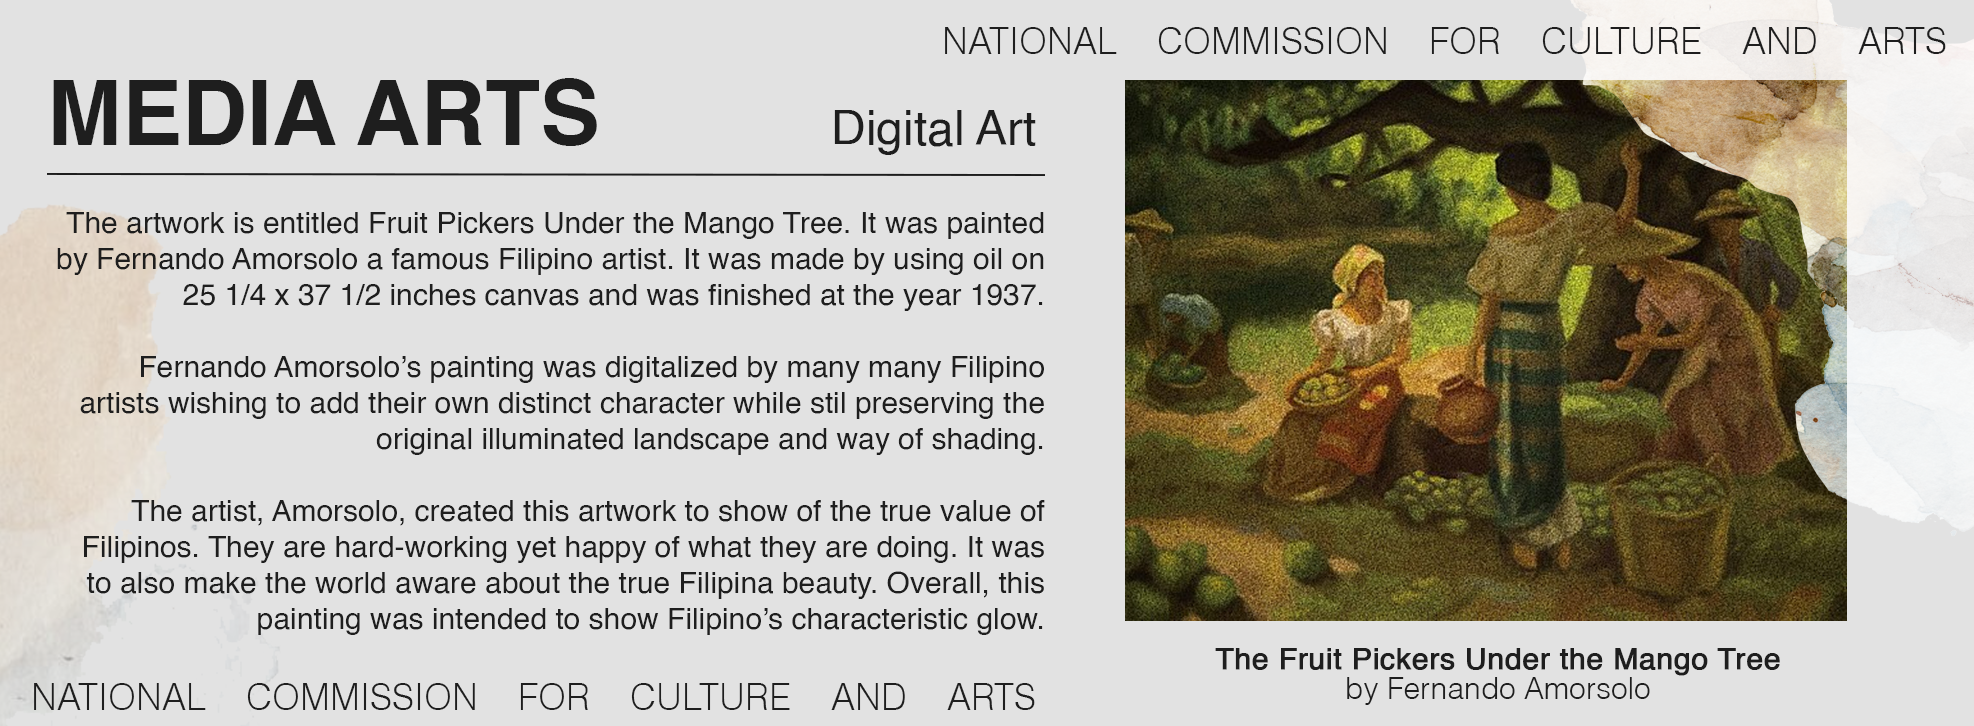 NATIONAL COMMISSION FOR CULTURE AND ARTS
MEDIA ARTS
Digital Art
The artwork is entitled Fruit Pickers Under the Mango Tree. It was painted
by Fernando Amorsolo a famous Filipino artist. It was made by using oil on
25 1/4 x 37 1/2 inches canvas and was finished at the year 1937.
Fernando Amorsolo’s painting was digitalized by many many Filipino
artists wishing to add their own distinct character while stil preserving the
original illuminated landscape and way of shading.
The artist, Amorsolo, created this artwork to show of the true value of
Filipinos. They are hard-working yet happy of what they are doing. It was
to also make the world aware about the true Filipina beauty. Overall, this
painting was intended to show Filipino’s characteristic glow.
NATIONAL COMMISSION FOR CULTURE AND ARTS
The Fruit Pickers Under the Mango Tree
by Fernando Amorsolo